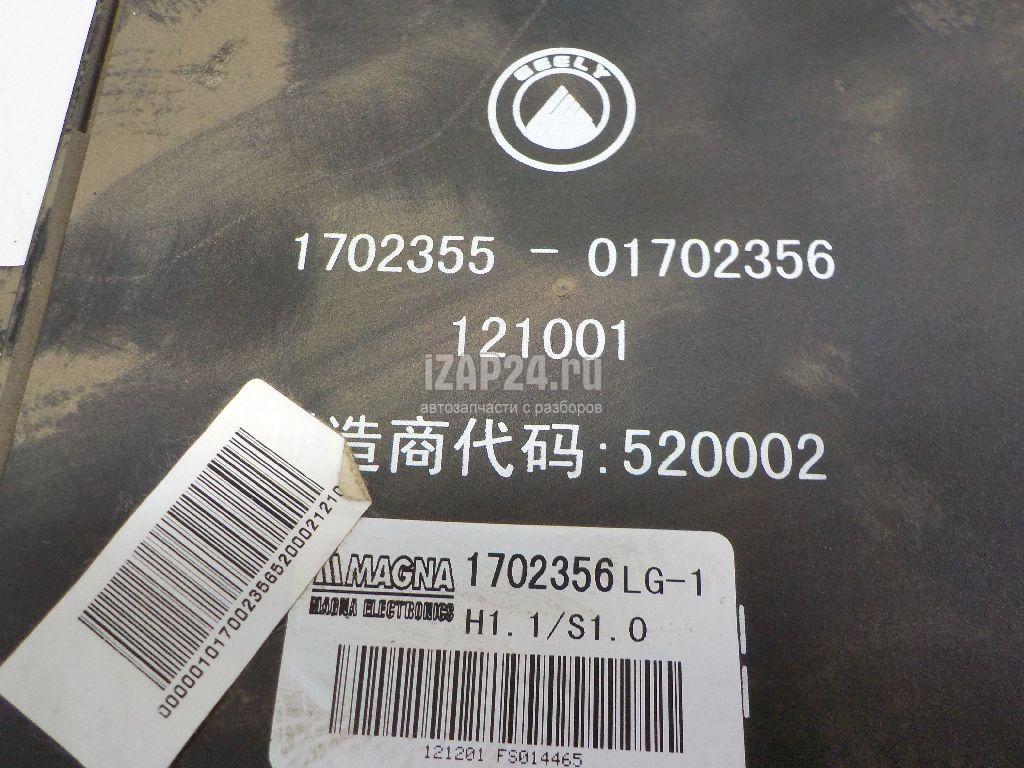 GEELY
1702355 - 01702356
121001
iZAP24.ru
автозапчасти с разборов
造商代码:520002
MAGNA 1702356 LG-1
MAGNA ELECTRONICS
H1.1/S1.0
121201 FS014465